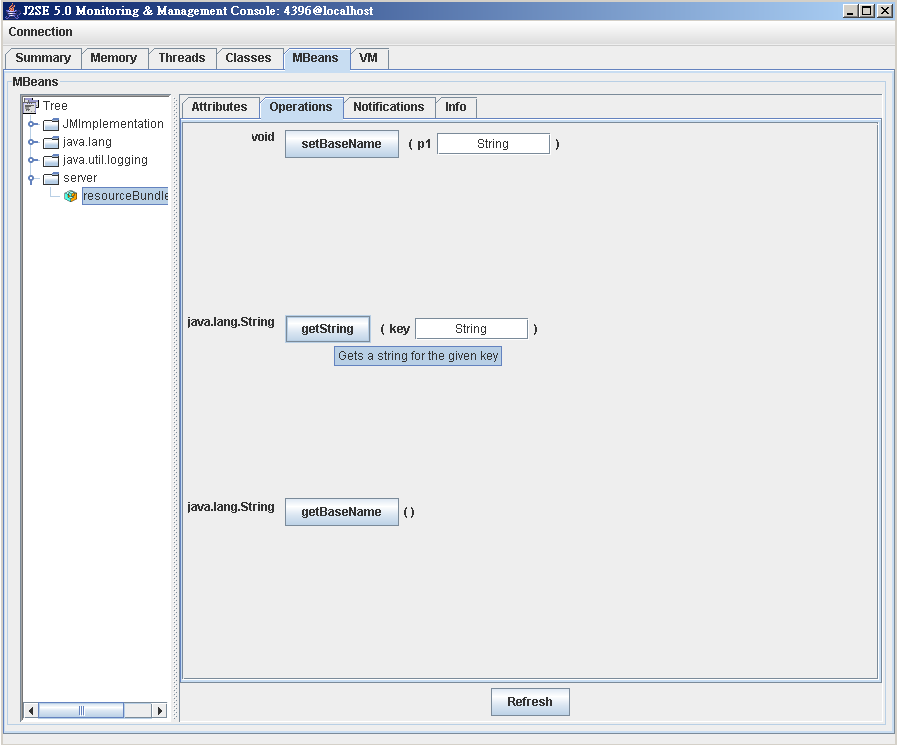 J2SE 5.0 Monitoring & Management Console: 4396@localhost
Connection
Summary Memory Threads Classes MBeans VM
MBeans
Tree
JMImplementation
java.lang
java.util.logging
server
resourceBundle
Attributes Operations Notifications Info
void setBaseName ( p1 String )
java.lang.String getString ( key String )
Gets a string for the given key
java.lang.String getBaseName ( )
Refresh